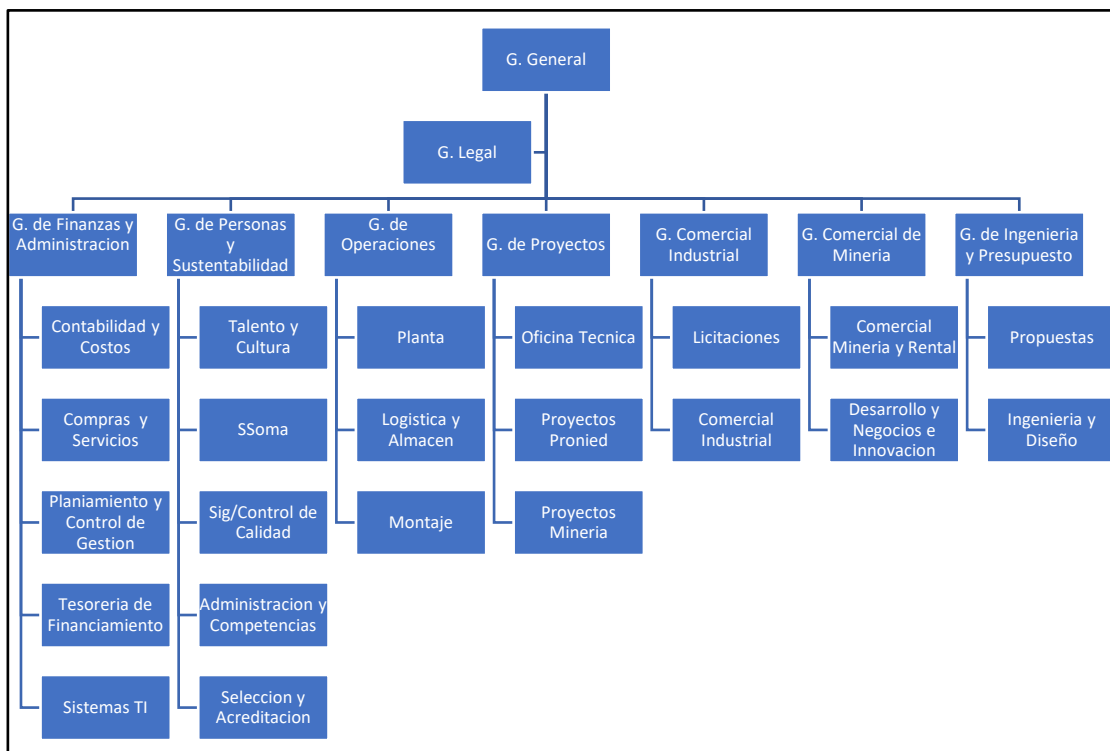 G. General
G. Legal
G. de Finanzas y
Administracion
G. de Personas
y
Sustentabilidad
G. de
Operaciones
G. de Proyectos
G. Comercial
Industrial
G. Comercial de
Mineria
G. de Ingenieria
y Presupuesto
Contabilidad y
Costos
Talento y
Cultura
Planta
Oficina Tecnica
Licitaciones
Comercial
Mineria y Rental
Propuestas
Compras y
Servicios
SSoma
Logistica y
Almacen
Proyectos
Pronied
Comercial
Industrial
Desarrollo y
Negocios e
Innovacion
Ingenieria y
Diseño
Planiamiento y
Control de
Gestion
Sig/Control de
Calidad
Montaje
Proyectos
Mineria
Tesoreria de
Financiamiento
Administracion y
Competencias
Sistemas TI
Seleccion y
Acreditacion